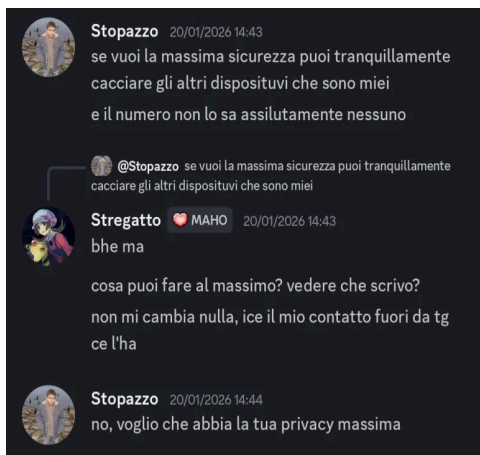 Stopazzo 20/01/2026 14:43
se vuoi la massima sicurezza puoi tranquillamente
cacciare gli altri disposituvi che sono miei
e il numero non lo sa assilutamente nessuno
@Stopazzo se vuoi la massima sicurezza puoi tranquillamente
cacciare gli altri disposituvi che sono miei
Stregatto MAHO 20/01/2026 14:43
bhe ma
cosa puoi fare al massimo? vedere che scrivo?
non mi cambia nulla, ice il mio contatto fuori da tg
ce l'ha
Stopazzo 20/01/2026 14:44
no, voglio che abbia la tua privacy massima